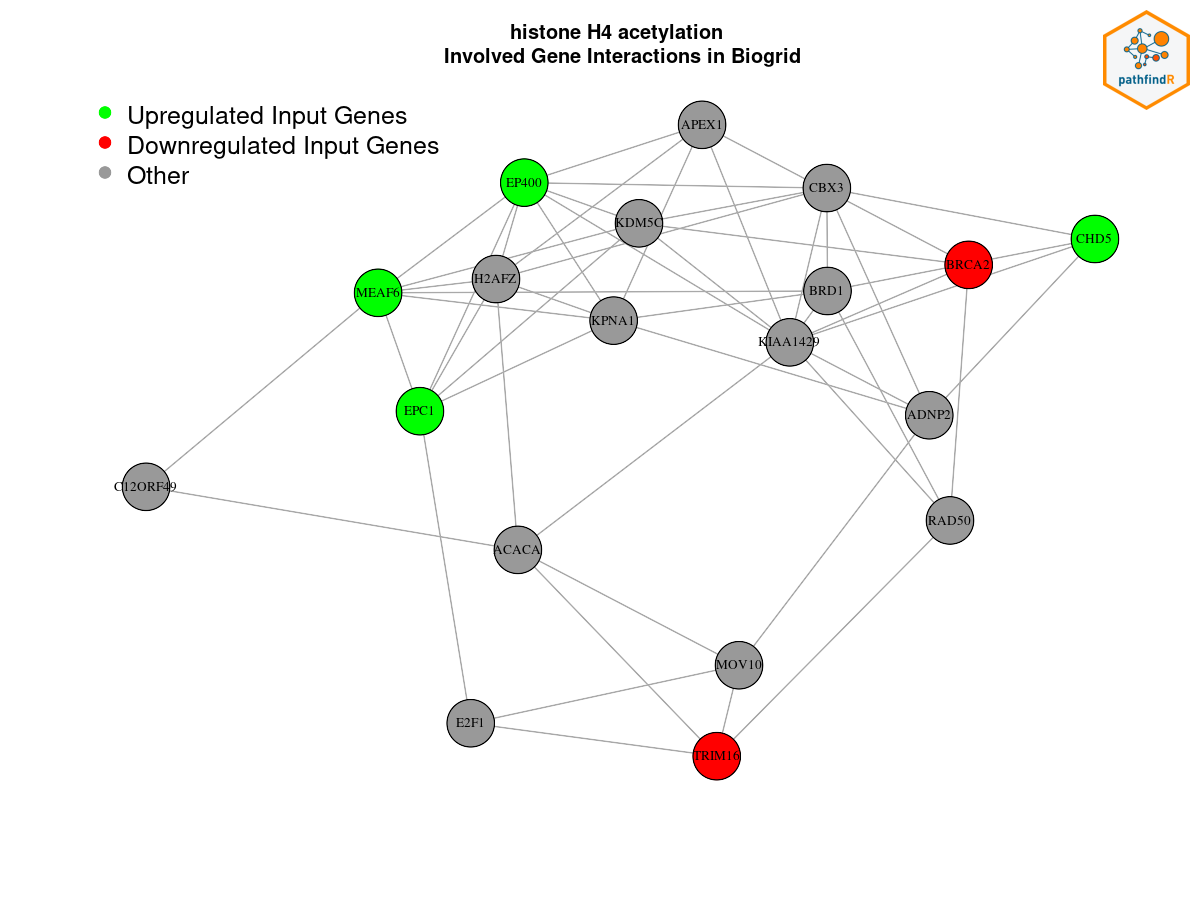 histone H4 acetylation
Involved Gene Interactions in Biogrid
pathfindR
Upregulated Input Genes
Downregulated Input Genes
Other
APEX1
EP400
CBX3
KDM5C
CHD5
BRCA2
H2AFZ
MEAF6
BRD1
KPNA1
KIAA1429
EPC1
ADNP2
C12ORF49
RAD50
ACACA
MOV10
E2F1
TRIM16